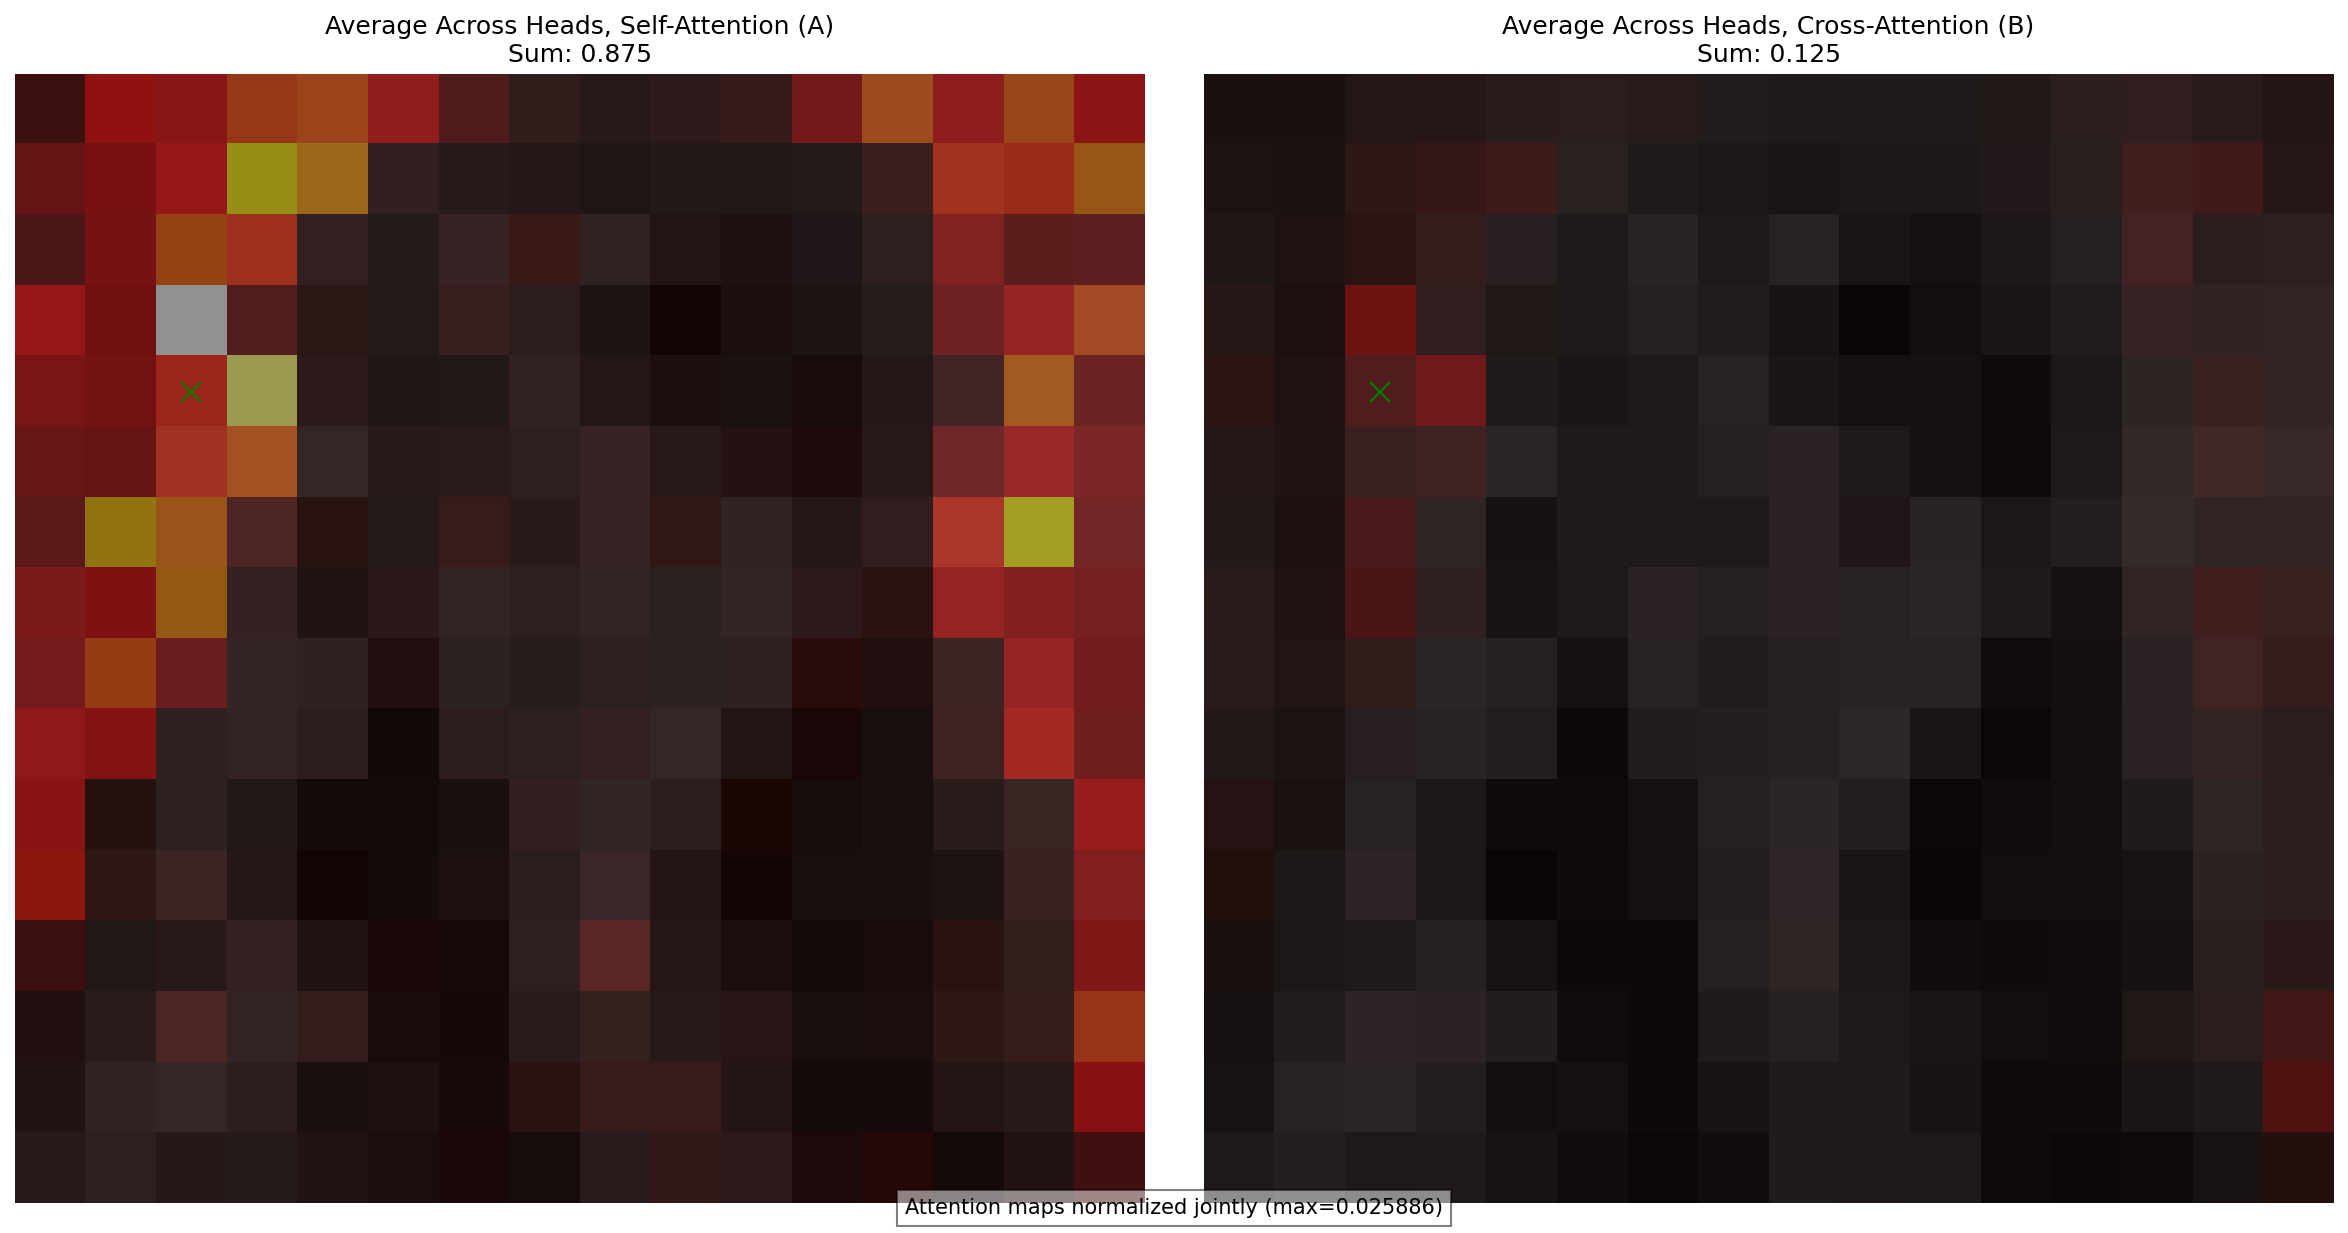 Average Across Heads, Self-Attention (A)
Sum: 0.875
Average Across Heads, Cross-Attention (B)
Sum: 0.125
Attention maps normalized jointly (max=0.025886)